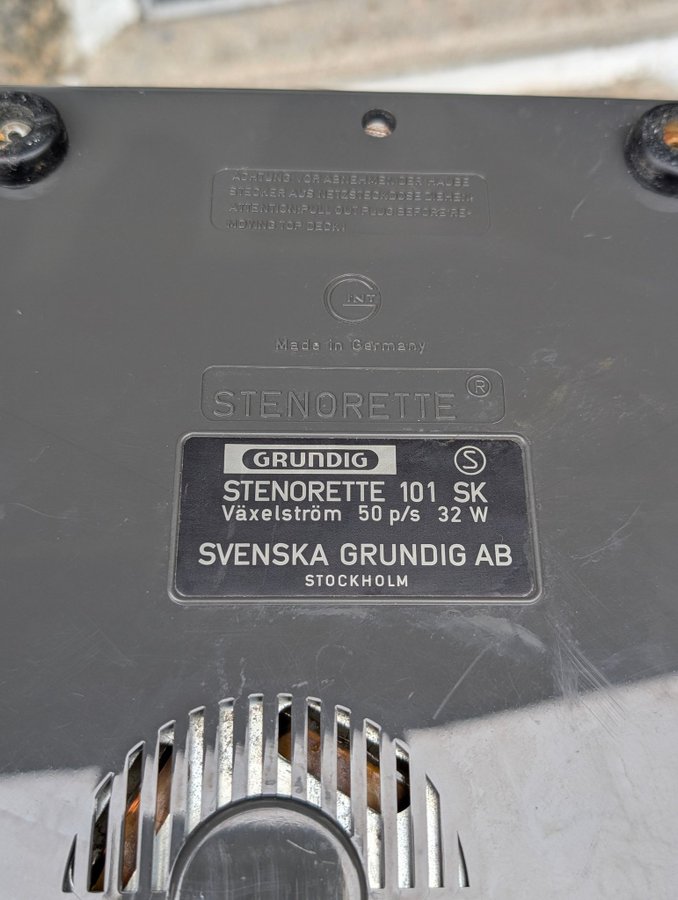 ACHTUNG! VOR ABNEHMEN DER HAUBE
STECKER AUS NETZSTECKDOSE ZIEHEN.
ATTENTION! PULL OUT PLUG BEFORE RE-
MOVING TOP DECK!
G INT
Made in Germany
STENORETTE ®
GRUNDIG S
STENORETTE 101 SK
Växelström 50 p/s 32 W
SVENSKA GRUNDIG AB
STOCKHOLM